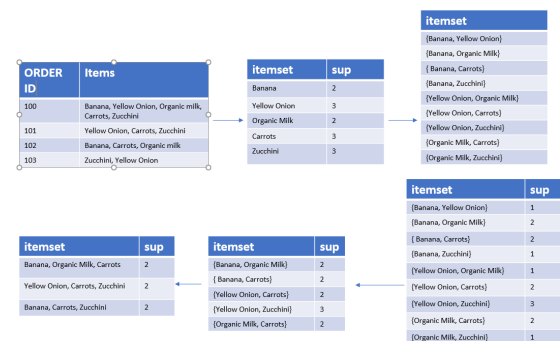 ORDER ID
Items
100
Banana, Yellow Onion, Organic milk,
Carrots, Zucchini
101
Yellow Onion, Carrots, Zucchini
102
Banana, Carrots, Organic milk
103
Zucchini, Yellow Onion
itemset sup
Banana 2
Yellow Onion 3
Organic Milk 2
Carrots 3
Zucchini 3
itemset
{Banana, Yellow Onion}
{Banana, Organic Milk}
{ Banana, Carrots}
{Banana, Zucchini}
{Yellow Onion, Organic Milk}
{Yellow Onion, Carrots}
{Yellow Onion, Zucchini}
{Organic Milk, Carrots}
{Organic Milk, Zucchini}
itemset sup
{Banana, Yellow Onion} 1
{Banana, Organic Milk} 2
{ Banana, Carrots} 2
{Banana, Zucchini} 1
{Yellow Onion, Organic Milk} 1
{Yellow Onion, Carrots} 2
{Yellow Onion, Zucchini} 3
{Organic Milk, Carrots} 2
{Organic Milk, Zucchini} 1
itemset sup
{Banana, Organic Milk} 2
{ Banana, Carrots} 2
{Yellow Onion, Carrots} 2
{Yellow Onion, Zucchini} 3
{Organic Milk, Carrots} 2
itemset sup
Banana, Organic Milk, Carrots 2
Yellow Onion, Carrots, Zucchini 2
Banana, Carrots, Zucchini 2